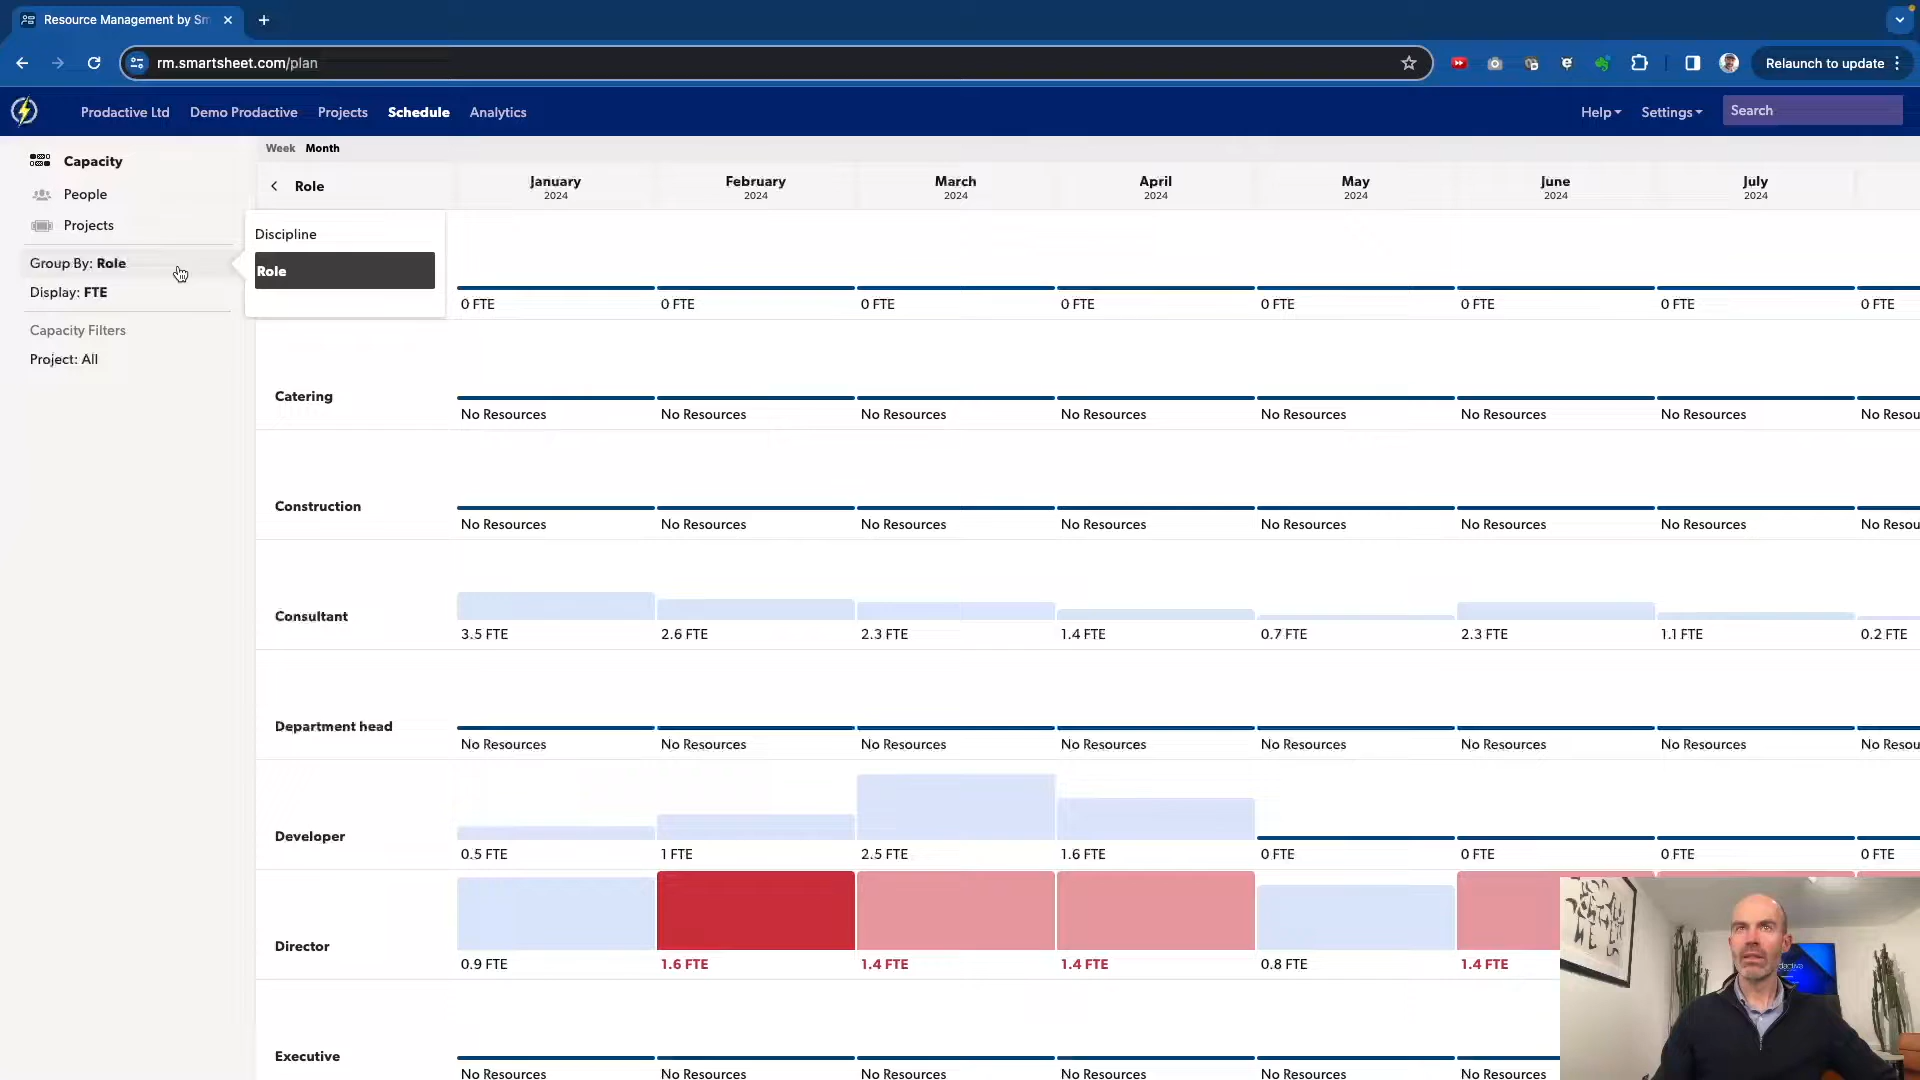 Resource Management by Sm
rm.smartsheet.com/plan
Relaunch to update
Prodactive Ltd
Demo Prodactive
Projects
Schedule
Analytics
Help
Settings
Search
Capacity
People
Projects
Group By: Role
Display: FTE
Capacity Filters
Project: All
Discipline
Role
Week Month
Role
January February March April May June July
2024 2024 2024 2024 2024 2024 2024
0 FTE 0 FTE 0 FTE 0 FTE 0 FTE 0 FTE 0 FTE 0 FTE
Catering
No Resources No Resources No Resources No Resources No Resources No Resources No Resources No Resou
Construction
No Resources No Resources No Resources No Resources No Resources No Resources No Resources No Resou
Consultant
3.5 FTE 2.6 FTE 2.3 FTE 1.4 FTE 0.7 FTE 2.3 FTE 1.1 FTE 0.2 FTE
Department head
No Resources No Resources No Resources No Resources No Resources No Resources No Resources No Resou
Developer
0.5 FTE 1 FTE 2.5 FTE 1.6 FTE 0 FTE 0 FTE 0 FTE 0 FTE
Director
0.9 FTE 1.6 FTE 1.4 FTE 1.4 FTE 0.8 FTE 1.4 FTE
Executive
No Resources No Resources No Resources No Resources No Resources No Resources